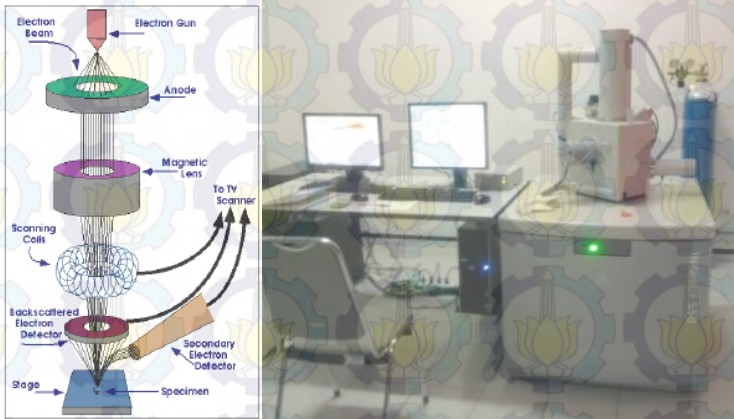 Electron
Beam
Electron Gun
Anode
Magnetic
Lens
To TV
Scanner
Scanning
Coils
Backscattered
Electron
Detector
Secondary
Electron
Detector
Stage
Specimen